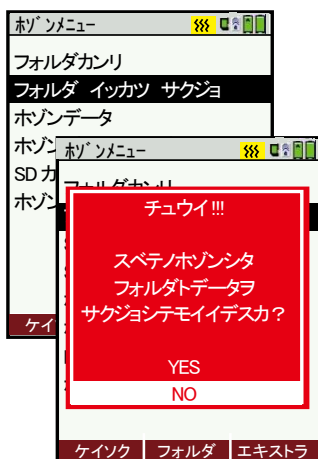 ホゾンメニュー
フォルダカンリ
フォルダ イッカツ サクジョ
ホゾンデータ
ホゾン
SDカ
ホゾン
ケイ
ホゾンメニュー
フォルダカンリ
チュウイ!!!
スベテノホゾンシタ
フォルダトデータヲ
サクジョシテモイイデスカ?
YES
NO
ケイソク フォルダ エキストラ